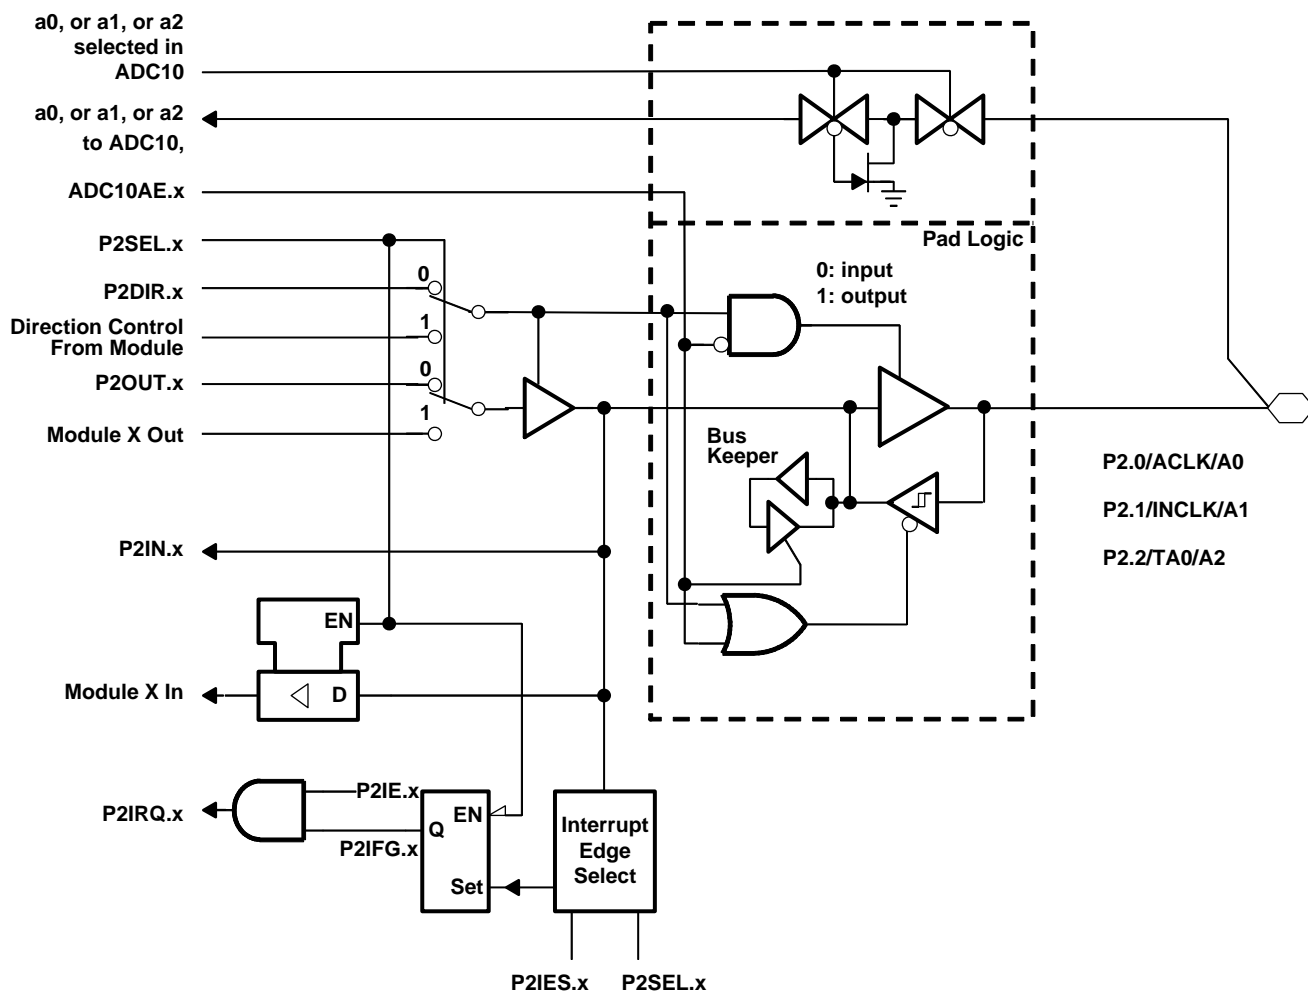 a0, or a1, or a2
selected in
ADC10
a0, or a1, or a2
to ADC10,
ADC10AE.x
P2SEL.x
Pad Logic
0
0: input
P2DIR.x
1: output
1
Direction Control
From Module
0
P2OUT.x
1
Module X Out
Bus
Keeper
P2.0/ACLK/A0
P2.1/INCLK/A1
P2.2/TA0/A2
P2IN.x
EN
Module X In
D
P2IE.x
P2IRQ.x
EN
Q
P2IFG.x
Set
Interrupt
Edge
Select
P2IES.x
P2SEL.x